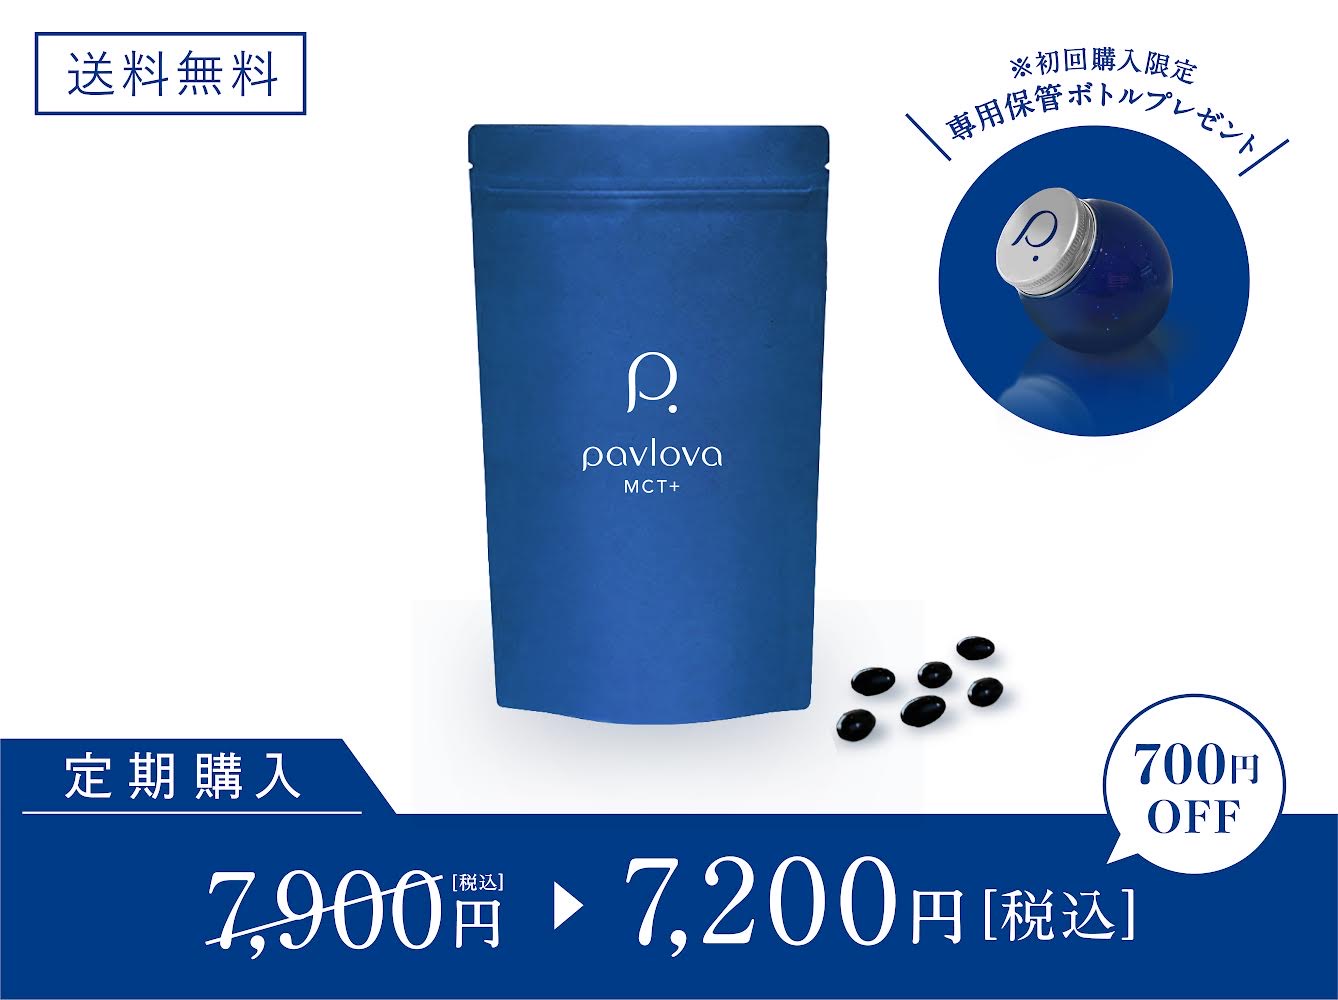 送料無料
※初回購入限定
専用保管ボトルプレゼント
pavlova
MCT+
定期購入
700円
OFF
7,900円[税込]
7,200円[税込]